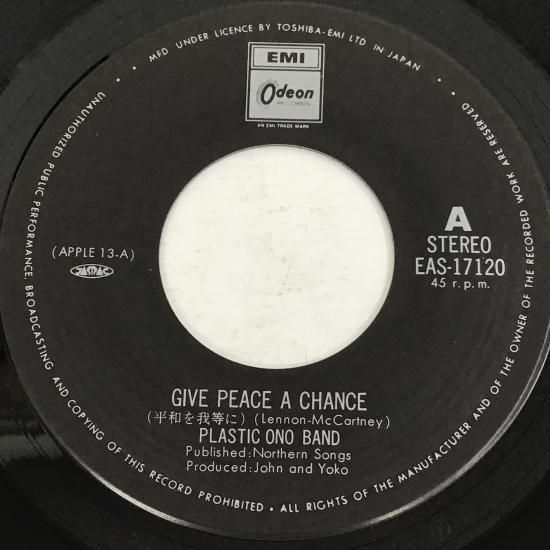 • MFD UNDER LICENCE BY TOSHIBA-EMI LTD IN JAPAN •
EMI
Odeon
AN EMI TRADE MARK
(APPLE 13-A)
JASRAC
A
STEREO
EAS-17120
45 r.p.m.
GIVE PEACE A CHANCE
(平和を我等に) (Lennon-McCartney)
PLASTIC ONO BAND
Published:Northern Songs
Produced:John and Yoko
UNAUTHORIZED PUBLIC PERFORMANCE, BROADCASTING AND COPYING OF THIS RECORD PROHIBITED • ALL RIGHTS OF THE MANUFACTURER AND OF THE OWNER OF THE RECORDED WORK ARE RESERVED